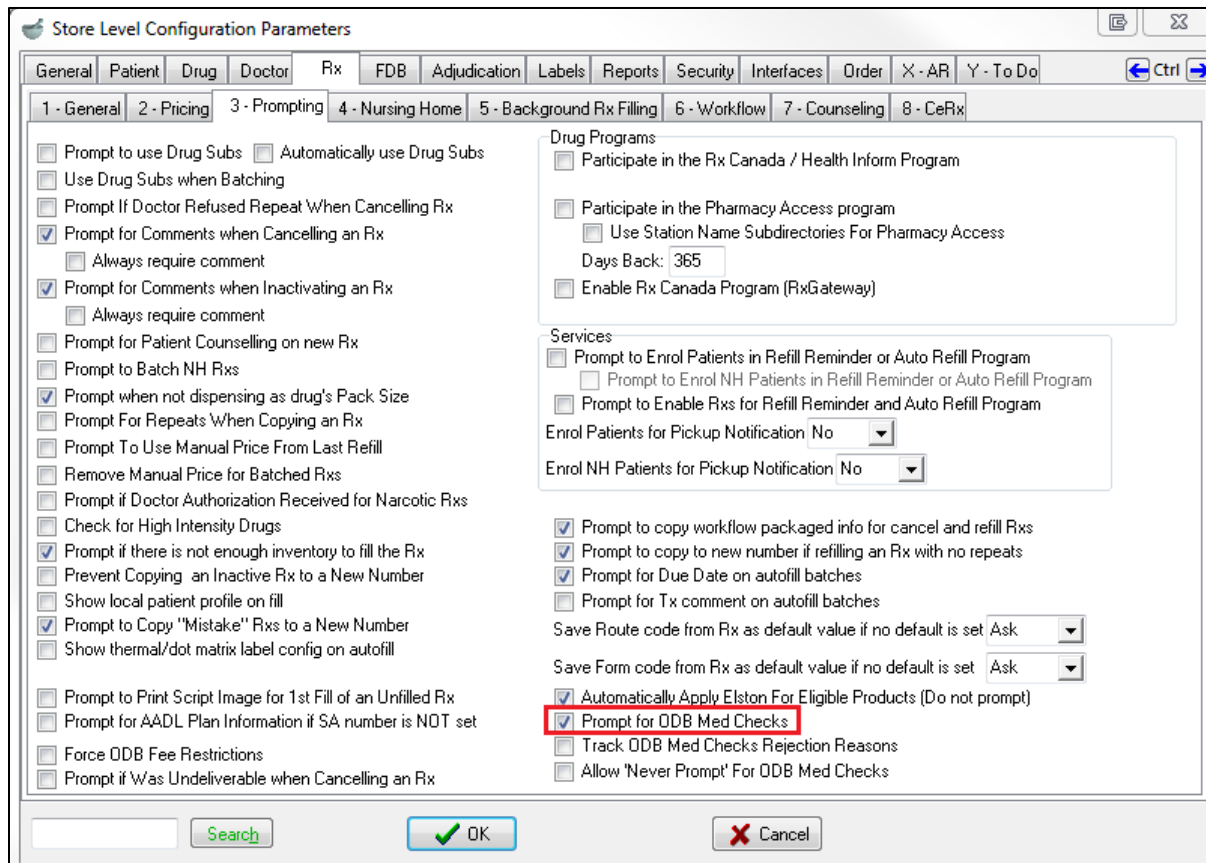 Store Level Configuration Parameters
General Patient Drug Doctor Rx FDB Adjudication Labels Reports Security Interfaces Order X - AR Y - To Do Ctrl
1 - General 2 - Pricing 3 - Prompting 4 - Nursing Home 5 - Background Rx Filling 6 - Workflow 7 - Counseling 8 - CeRx
Prompt to use Drug Subs Automatically use Drug Subs
Use Drug Subs when Batching
Prompt If Doctor Refused Repeat When Cancelling Rx
Prompt for Comments when Cancelling an Rx
Always require comment
Prompt for Comments when Inactivating an Rx
Always require comment
Prompt for Patient Counselling on new Rx
Prompt to Batch NH Rxs
Prompt when not dispensing as drug's Pack Size
Prompt For Repeats When Copying an Rx
Prompt To Use Manual Price From Last Refill
Remove Manual Price for Batched Rxs
Prompt if Doctor Authorization Received for Narcotic Rxs
Check for High Intensity Drugs
Prompt if there is not enough inventory to fill the Rx
Prevent Copying an Inactive Rx to a New Number
Show local patient profile on fill
Prompt to Copy "Mistake" Rxs to a New Number
Show thermal/dot matrix label config on autofill
Prompt to Print Script Image for 1st Fill of an Unfilled Rx
Prompt for AADL Plan Information if SA number is NOT set
Force ODB Fee Restrictions
Prompt if Was Undeliverable when Cancelling an Rx
Drug Programs
Participate in the Rx Canada / Health Inform Program
Participate in the Pharmacy Access program
Use Station Name Subdirectories For Pharmacy Access
Days Back: 365
Enable Rx Canada Program (RxGateway)
Services
Prompt to Enrol Patients in Refill Reminder or Auto Refill Program
Prompt to Enrol NH Patients in Refill Reminder or Auto Refill Program
Prompt to Enable Rxs for Refill Reminder and Auto Refill Program
Enrol Patients for Pickup Notification No
Enrol NH Patients for Pickup Notification No
Prompt to copy workflow packaged info for cancel and refill Rxs
Prompt to copy to new number if refilling an Rx with no repeats
Prompt for Due Date on autofill batches
Prompt for Tx comment on autofill batches
Save Route code from Rx as default value if no default is set Ask
Save Form code from Rx as default value if no default is set Ask
Automatically Apply Elston For Eligible Products (Do not prompt)
Prompt for ODB Med Checks
Track ODB Med Checks Rejection Reasons
Allow 'Never Prompt' For ODB Med Checks
Search OK Cancel